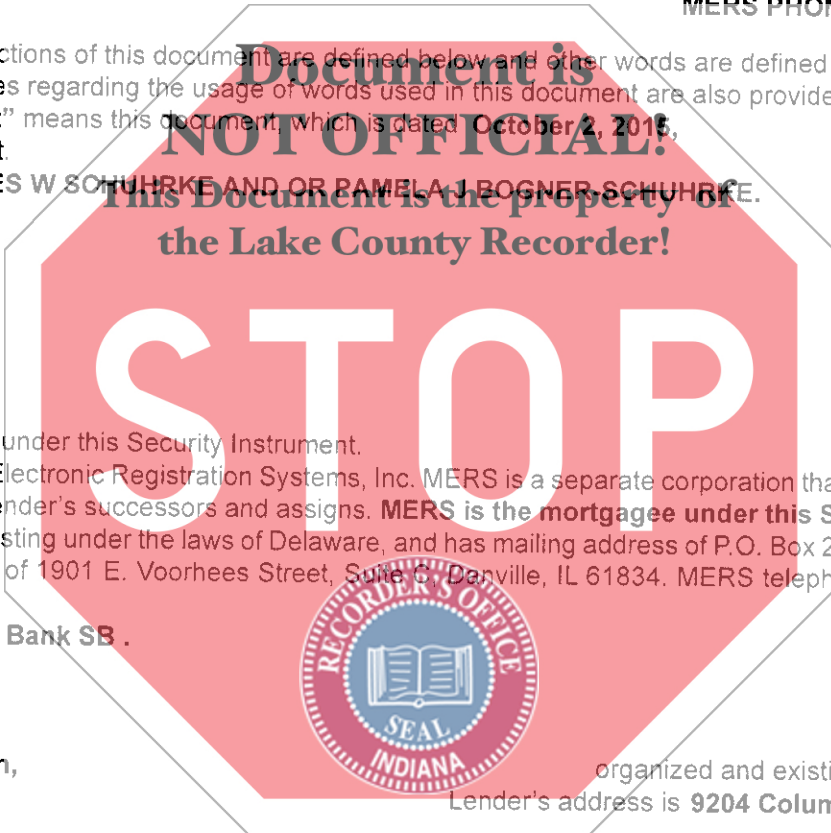 MERS PHON
ctions of this document are defined below and other words are defined
es regarding the usage of words used in this document are also provide
" means this document, which is dated October 2, 2015,
t.
ES W SCHUHRKE AND OR PAMELA J BOGNER-SCHUHRKE.
Document is
NOT OFFICIAL!
This Document is the property of
the Lake County Recorder!
STOP
under this Security Instrument.
Electronic Registration Systems, Inc. MERS is a separate corporation tha
ender's successors and assigns. MERS is the mortgagee under this S
sting under the laws of Delaware, and has mailing address of P.O. Box 2
of 1901 E. Voorhees Street, Suite C, Danville, IL 61834. MERS teleph
Bank SB .
RECORDER'S OFFICE
SEAL
INDIANA
n,
organized and existi
Lender's address is 9204 Colum